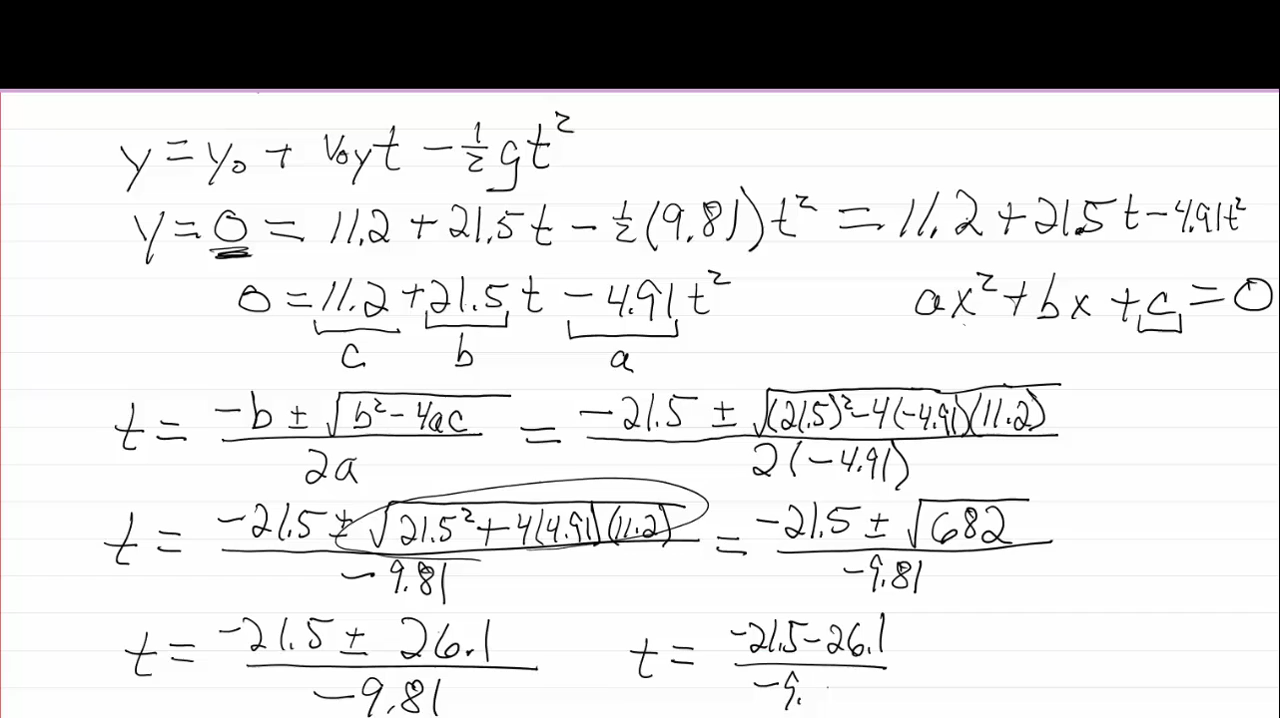 y = y₀ + v₀yt - ½gt²
y = 0 = 11.2 + 21.5t - ½(9.81)t² = 11.2 + 21.5t - 4.91t²
0 = 11.2 + 21.5t - 4.91t² ax² + bx + c = 0
c b a
t = (-b ± √(b² - 4ac)) / 2a = (-21.5 ± √((21.5)² - 4(-4.91)(11.2))) / 2(-4.91)
t = (-21.5 ± √(21.5² + 4(4.91)(11.2))) / -9.81 = (-21.5 ± √682) / -9.81
t = (-21.5 ± 26.1) / -9.81 t = (-21.5 - 26.1) / -9.